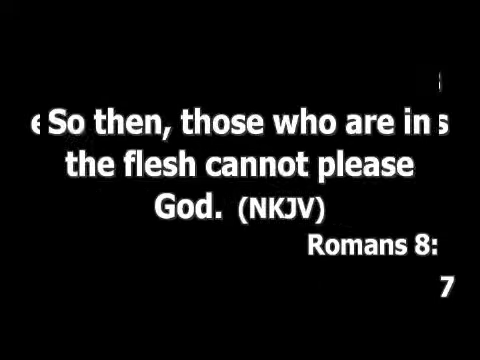 So then, those who are in
the flesh cannot please
God. (NKJV)
Romans 8:
7